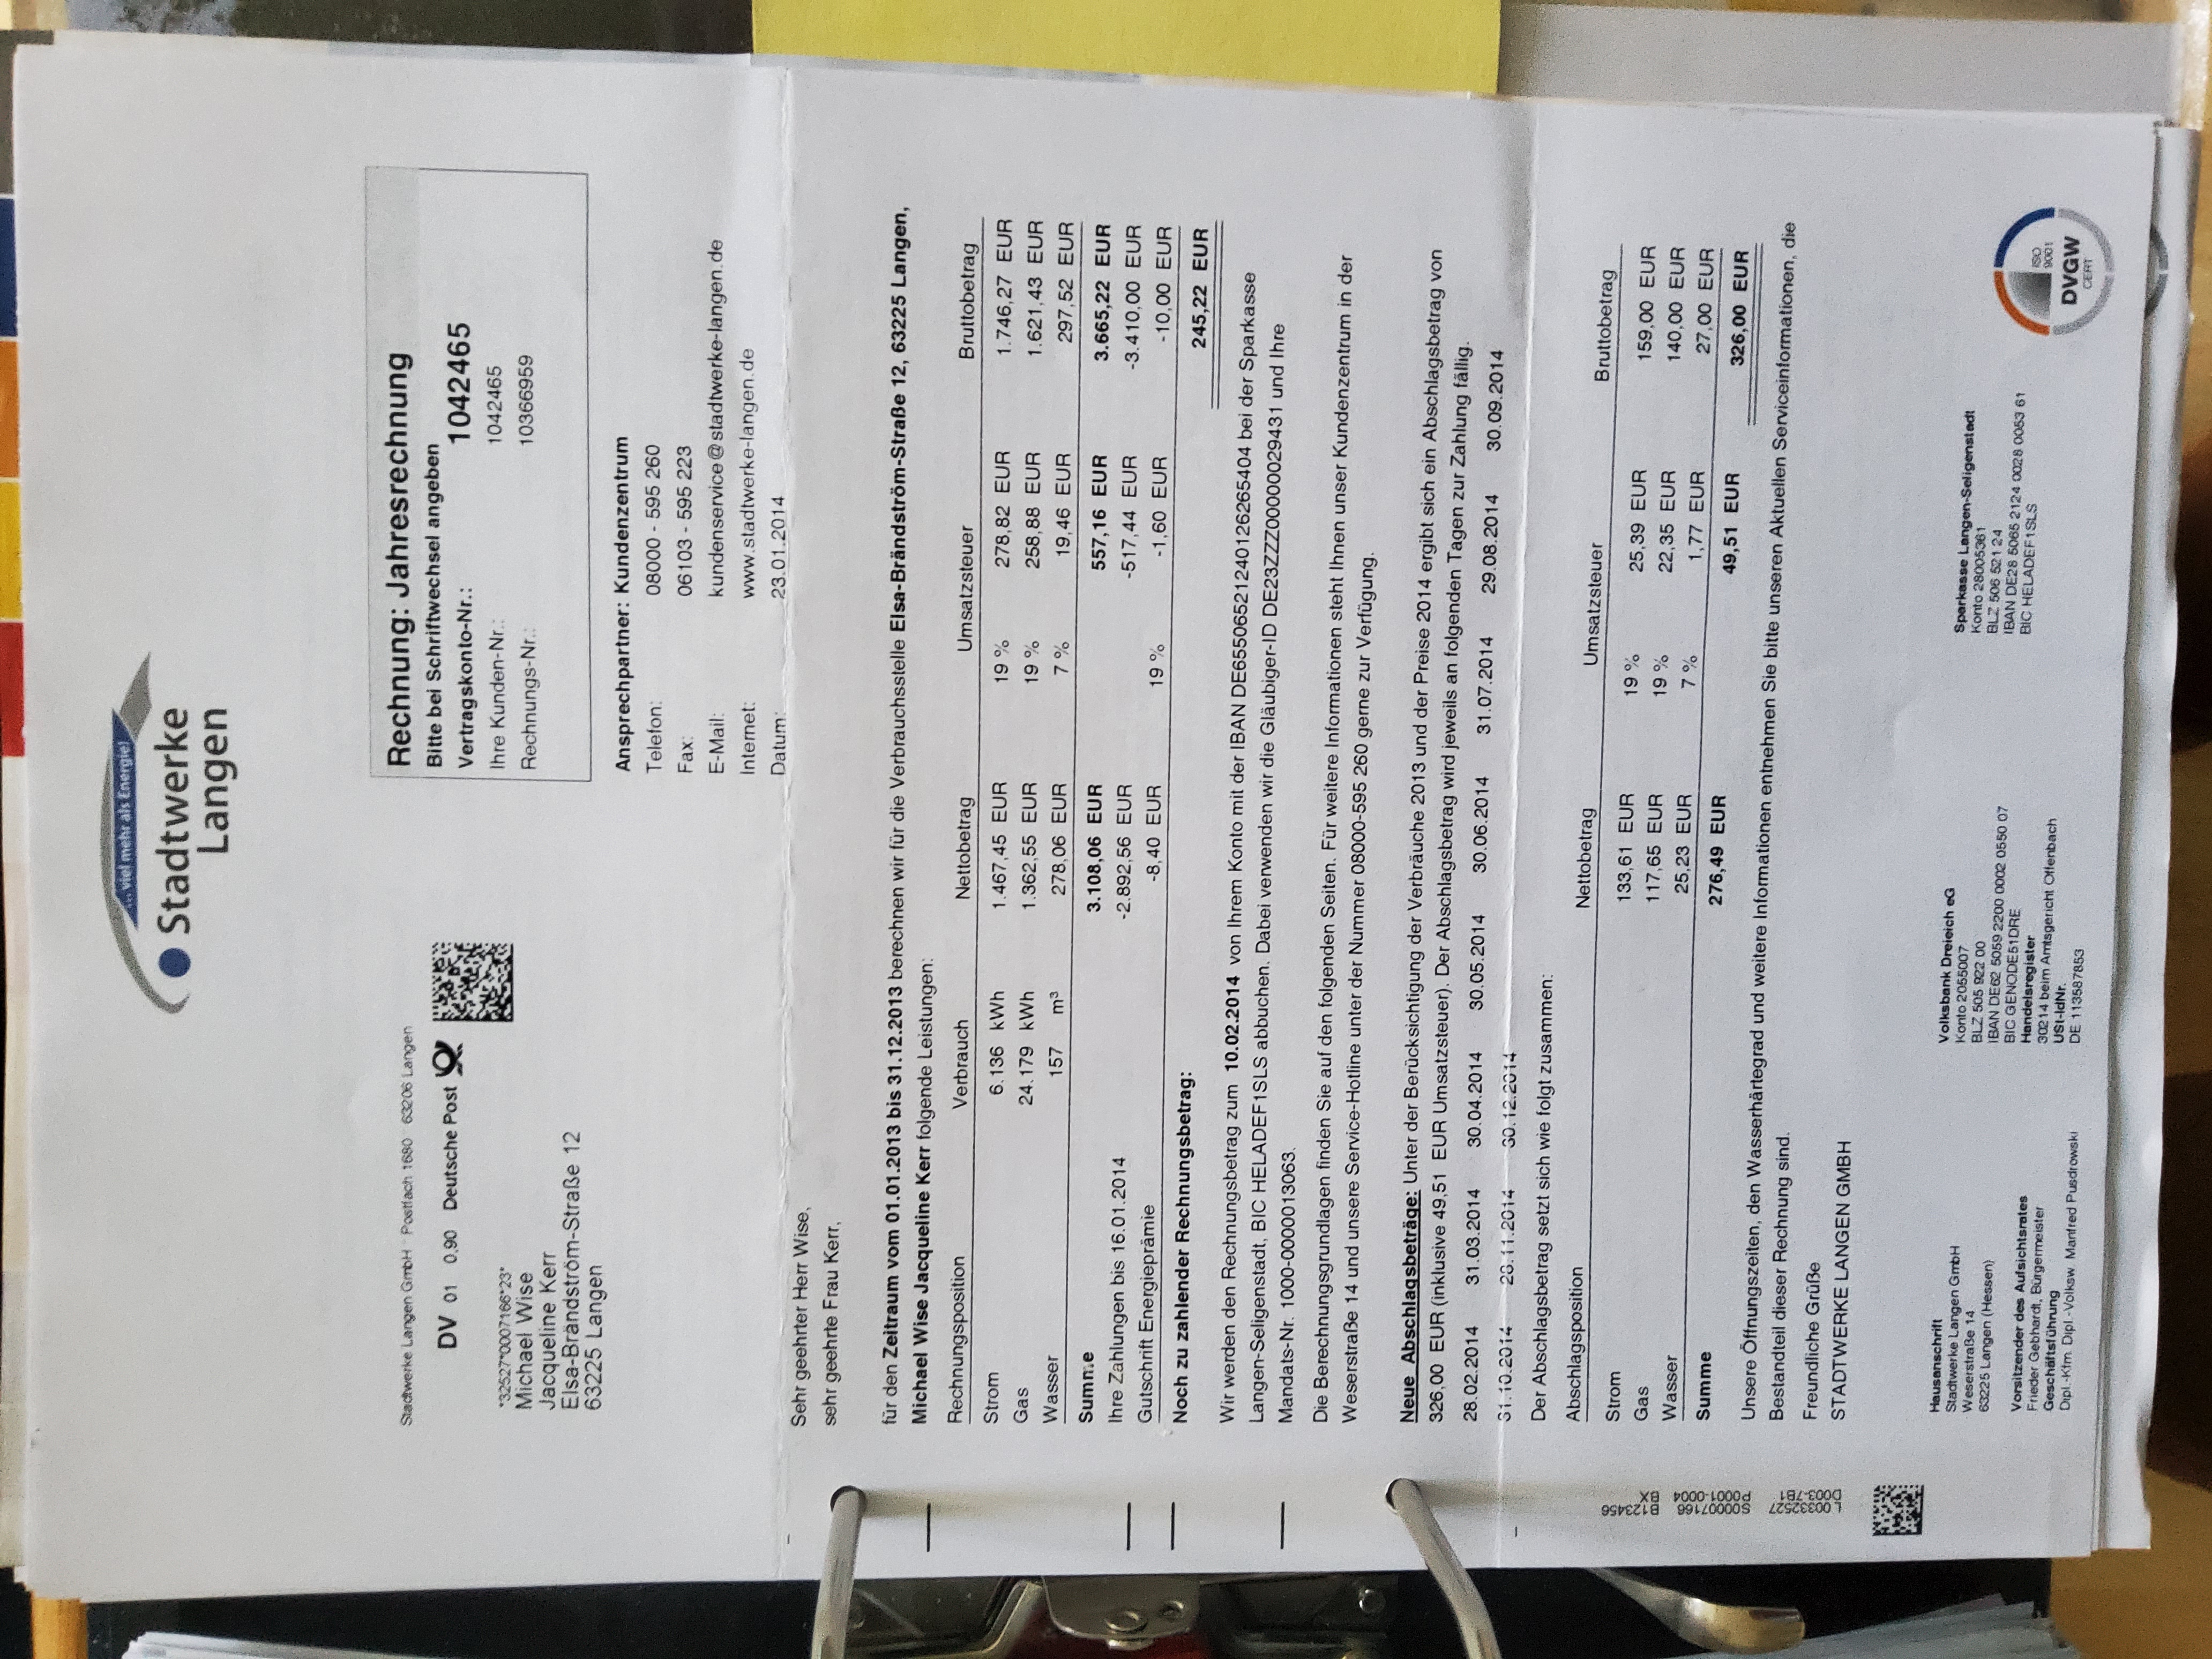 ... viel mehr als Energie!
Stadtwerke
Langen
Stadtwerke Langen GmbH Postfach 1680 63206 Langen
DV 01 0,90 Deutsche Post
*32527*0007166*23*
Michael Wise
Jacqueline Kerr
Elsa-Brändström-Straße 12
63225 Langen
Rechnung: Jahresrechnung
Bitte bei Schriftwechsel angeben
Vertragskonto-Nr.: 1042465
Ihre Kunden-Nr.: 1042465
Rechnungs-Nr.: 10366959
Ansprechpartner: Kundenzentrum
Telefon: 08000 - 595 260
Fax: 06103 - 595 223
E-Mail: kundenservice@stadtwerke-langen.de
Internet: www.stadtwerke-langen.de
Datum: 23.01.2014
Sehr geehrter Herr Wise,
sehr geehrte Frau Kerr,
für den Zeitraum vom 01.01.2013 bis 31.12.2013 berechnen wir für die Verbrauchsstelle Elsa-Brändström-Straße 12, 63225 Langen,
Michael Wise Jacqueline Kerr folgende Leistungen:
Rechnungsposition Verbrauch Nettobetrag Umsatzsteuer Bruttobetrag
Strom 6.136 kWh 1.467,45 EUR 19 % 278,82 EUR 1.746,27 EUR
Gas 24.179 kWh 1.362,55 EUR 19 % 258,88 EUR 1.621,43 EUR
Wasser 157 m³ 278,06 EUR 7 % 19,46 EUR 297,52 EUR
Summe 3.108,06 EUR 557,16 EUR 3.665,22 EUR
Ihre Zahlungen bis 16.01.2014 -2.892,56 EUR -517,44 EUR -3.410,00 EUR
Gutschrift Energieprämie -8,40 EUR 19 % -1,60 EUR -10,00 EUR
Noch zu zahlender Rechnungsbetrag: 245,22 EUR
Wir werden den Rechnungsbetrag zum 10.02.2014 von Ihrem Konto mit der IBAN DE65506521240126265404 bei der Sparkasse
Langen-Seligenstadt, BIC HELADEF1SLS abbuchen. Dabei verwenden wir die Gläubiger-ID DE23ZZZ00000029431 und Ihre
Mandats-Nr. 1000-0000013063.
Die Berechnungsgrundlagen finden Sie auf den folgenden Seiten. Für weitere Informationen steht Ihnen unser Kundenzentrum in der
Weserstraße 14 und unsere Service-Hotline unter der Nummer 08000-595 260 gerne zur Verfügung.
Neue Abschlagsbeträge: Unter der Berücksichtigung der Verbräuche 2013 und der Preise 2014 ergibt sich ein Abschlagsbetrag von
326,00 EUR (inklusive 49,51 EUR Umsatzsteuer). Der Abschlagsbetrag wird jeweils an folgenden Tagen zur Zahlung fällig.
28.02.2014 31.03.2014 30.04.2014 30.05.2014 30.06.2014 31.07.2014 29.08.2014 30.09.2014
31.10.2014 28.11.2014 30.12.2014
Der Abschlagsbetrag setzt sich wie folgt zusammen:
Abschlagsposition Nettobetrag Umsatzsteuer Bruttobetrag
Strom 133,61 EUR 19 % 25,39 EUR 159,00 EUR
Gas 117,65 EUR 19 % 22,35 EUR 140,00 EUR
Wasser 25,23 EUR 7 % 1,77 EUR 27,00 EUR
Summe 276,49 EUR 49,51 EUR 326,00 EUR
Unsere Öffnungszeiten, den Wasserhärtegrad und weitere Informationen entnehmen Sie bitte unseren Aktuellen Serviceinformationen, die
Bestandteil dieser Rechnung sind.
Freundliche Grüße
STADTWERKE LANGEN GMBH
L00332527 S00007166 B123456
D003-7B1 P0001-0004 BX
Hausanschrift
Stadtwerke Langen GmbH
Weserstraße 14
63225 Langen (Hessen)
Vorsitzender des Aufsichtsrates
Frieder Gebhardt, Bürgermeister
Geschäftsführung
Dipl.-Kfm. Dipl.-Volksw. Manfred Pusdrowski
Volksbank Dreieich eG
Konto 2055007
BLZ 505 922 00
IBAN DE62 5059 2200 0002 0550 07
BIC GENODE51DRE
Handelsregister
30214 beim Amtsgericht Offenbach
USt-IdNr.
DE 113587853
Sparkasse Langen-Seligenstadt
Konto 28005361
BLZ 506 521 24
IBAN DE28 5065 2124 0028 0053 61
BIC HELADEF1SLS
ISO
9001
DVGW
CERT